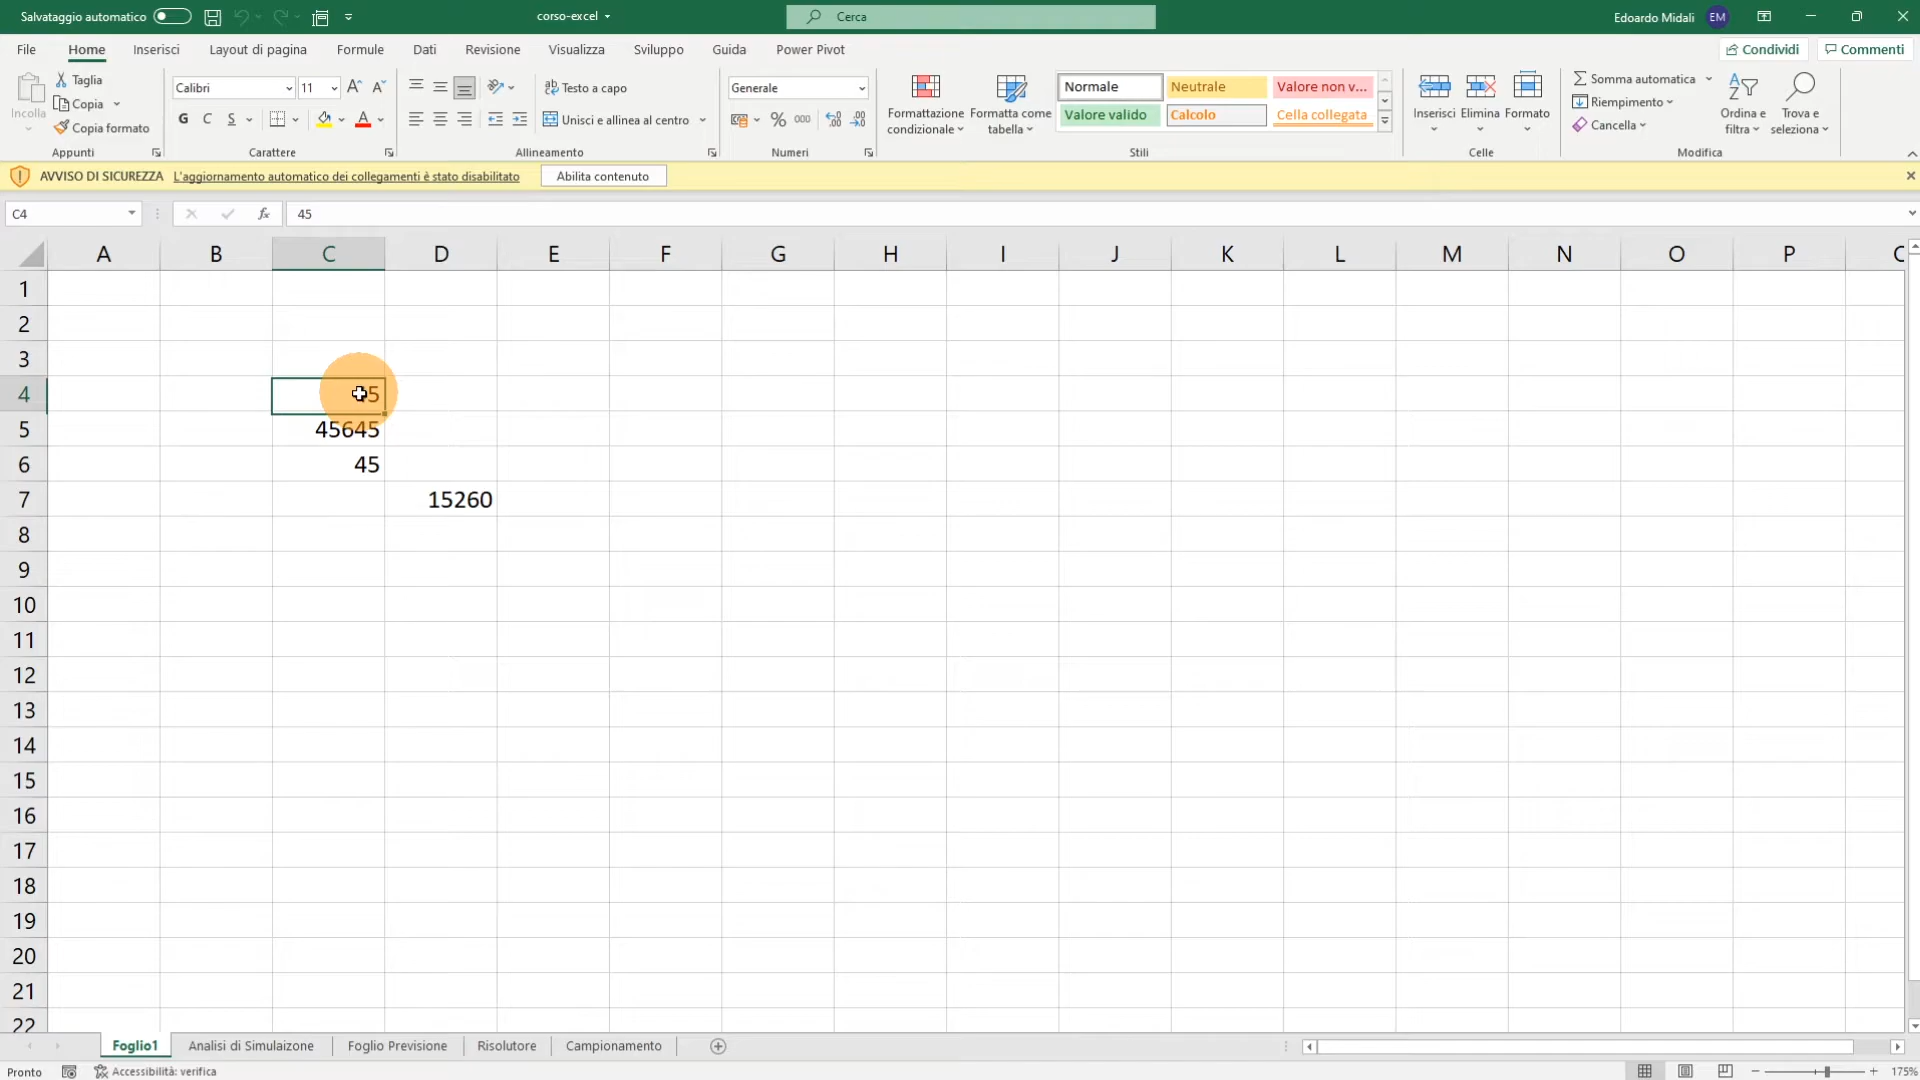 Salvataggio automatico
corso-excel
Cerca
Edoardo Midali EM
File Home Inserisci Layout di pagina Formule Dati Revisione Visualizza Sviluppo Guida Power Pivot Condividi Commenti
Incolla
Taglia
Copia
Copia formato
Appunti
Calibri 11
G C S
Carattere
Testo a capo
Unisci e allinea al centro
Allineamento
Generale
% 000
Numeri
Formattazione condizionale
Formatta come tabella
Normale Neutrale Valore non v...
Valore valido Calcolo Cella collegata
Stili
Inserisci Elimina Formato
Celle
Somma automatica
Riempimento
Cancella
Ordina e filtra
Trova e seleziona
Modifica
AVVISO DI SICUREZZA L'aggiornamento automatico dei collegamenti è stato disabilitato Abilita contenuto
C4 fx 45
A B C D E F G H I J K L M N O P
1
2
3
4 45
5 45645
6 45
7 15260
8
9
10
11
12
13
14
15
16
17
18
19
20
21
22
Foglio1 Analisi di Simulaizone Foglio Previsione Risolutore Campionamento
Pronto Accessibilità: verifica 175%